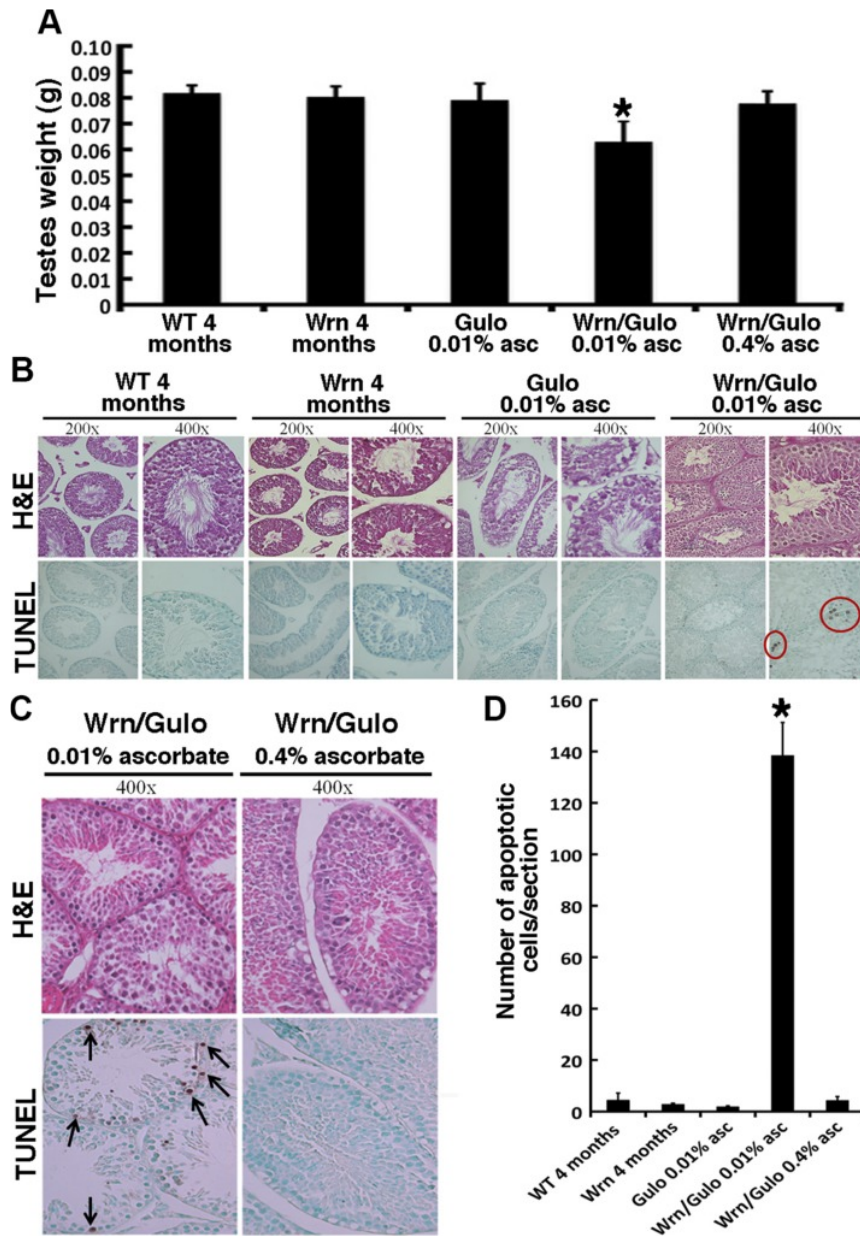 A
Testes weight (g)
0.10
0.09
0.08
0.07
0.06
0.05
0.04
0.03
0.02
0.01
0
*
WT 4
months
Wrn 4
months
Gulo
0.01% asc
Wrn/Gulo
0.01% asc
Wrn/Gulo
0.4% asc
B
WT 4
months
Wrn 4
months
Gulo
0.01% asc
Wrn/Gulo
0.01% asc
200x 400x 200x 400x 200x 400x 200x 400x
H&E
TUNEL
C
Wrn/Gulo
0.01% ascorbate
Wrn/Gulo
0.4% ascorbate
400x 400x
H&E
TUNEL
D
Number of apoptotic
cells/section
160
140
120
100
80
60
40
20
0
*
WT 4 months
Wrn 4 months
Gulo 0.01% asc
Wrn/Gulo 0.01% asc
Wrn/Gulo 0.4% asc